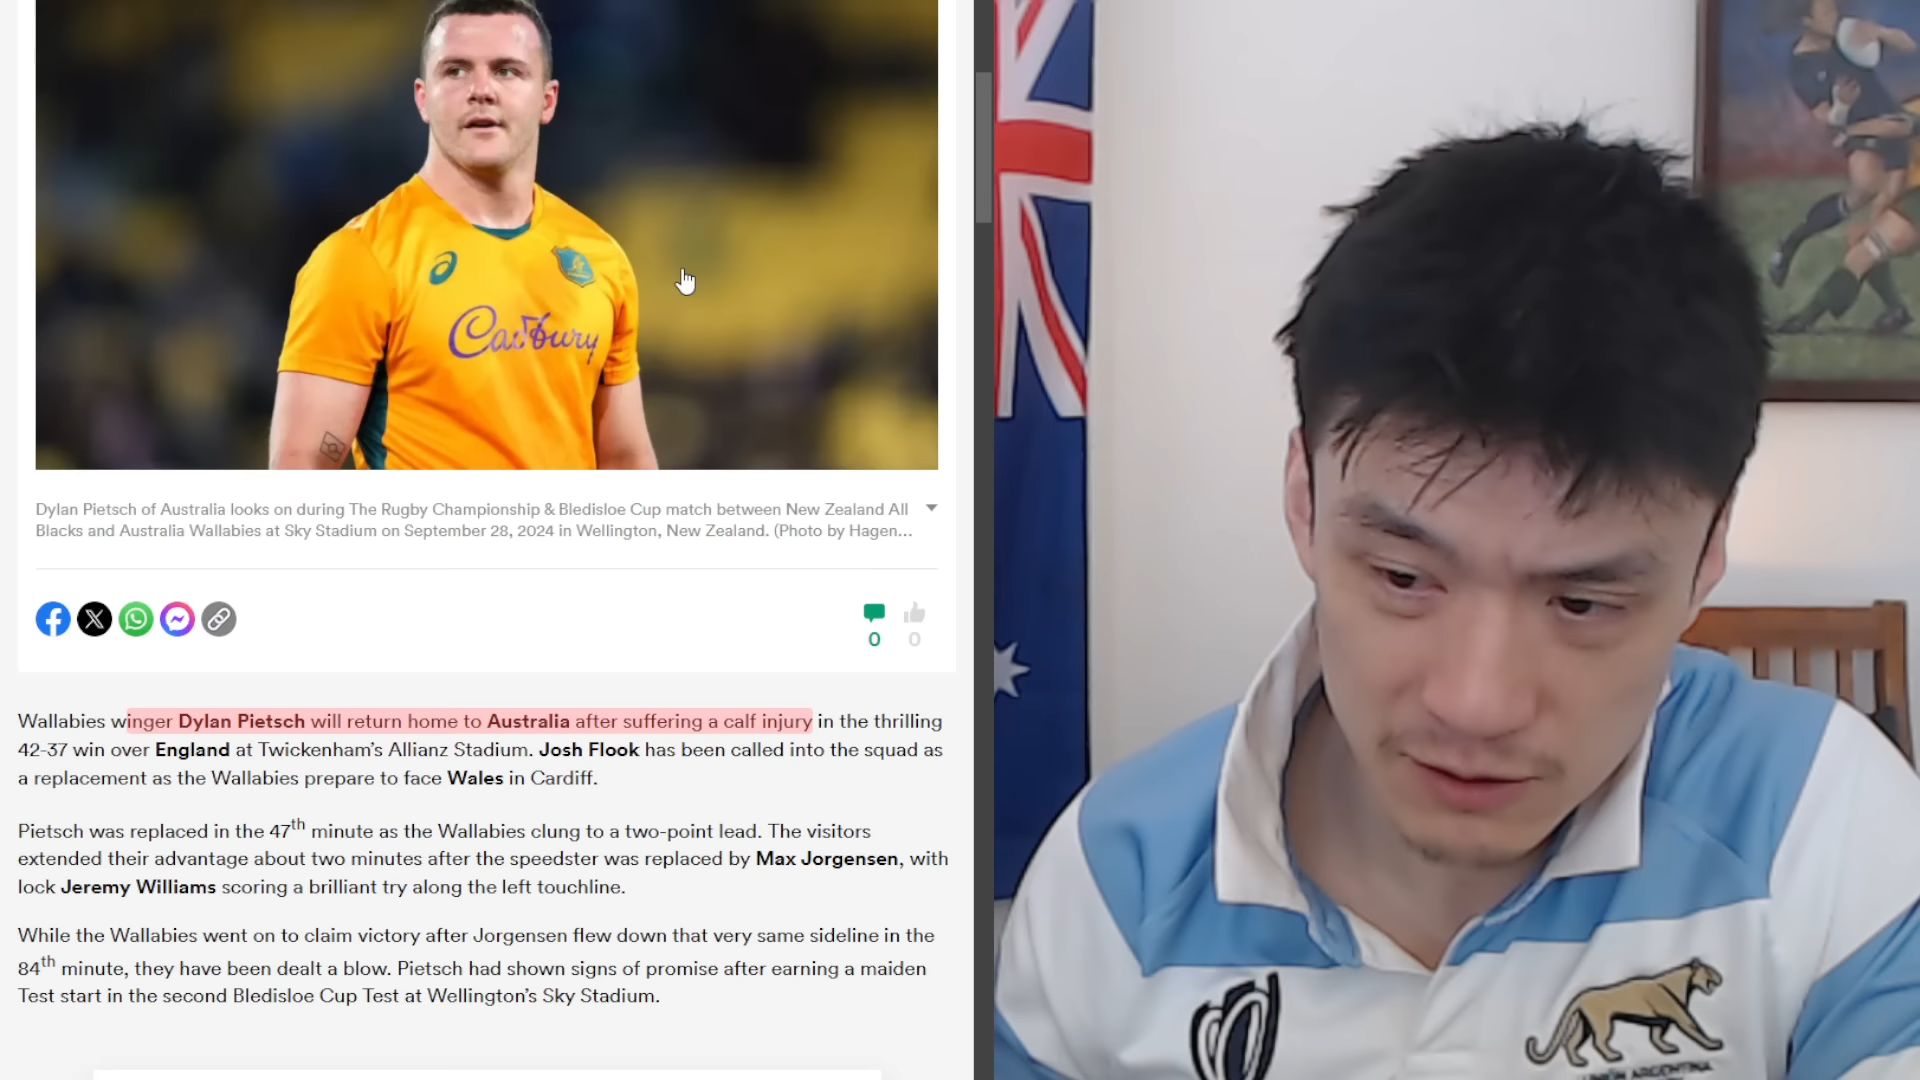 Cadbury
Dylan Pietsch of Australia looks on during The Rugby Championship & Bledisloe Cup match between New Zealand All
Blacks and Australia Wallabies at Sky Stadium on September 28, 2024 in Wellington, New Zealand. (Photo by Hagen...
0
0
Wallabies winger Dylan Pietsch will return home to Australia after suffering a calf injury in the thrilling
42-37 win over England at Twickenham’s Allianz Stadium. Josh Flook has been called into the squad as
a replacement as the Wallabies prepare to face Wales in Cardiff.
Pietsch was replaced in the 47th minute as the Wallabies clung to a two-point lead. The visitors
extended their advantage about two minutes after the speedster was replaced by Max Jorgensen, with
lock Jeremy Williams scoring a brilliant try along the left touchline.
While the Wallabies went on to claim victory after Jorgensen flew down that very same sideline in the
84th minute, they have been dealt a blow. Pietsch had shown signs of promise after earning a maiden
Test start in the second Bledisloe Cup Test at Wellington’s Sky Stadium.
UNIÓN ARGENTINA